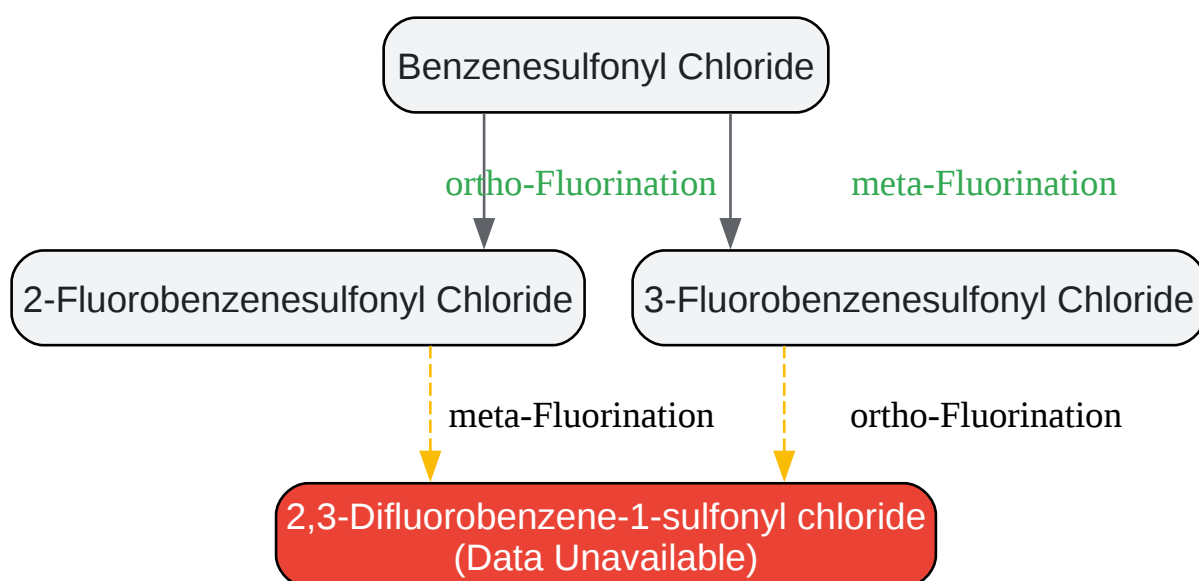 Benzenesulfonyl Chloride
ortho-Fluorination
meta-Fluorination
2-Fluorobenzenesulfonyl Chloride
3-Fluorobenzenesulfonyl Chloride
meta-Fluorination
ortho-Fluorination
2,3-Difluorobenzene-1-sulfonyl chloride
(Data Unavailable)